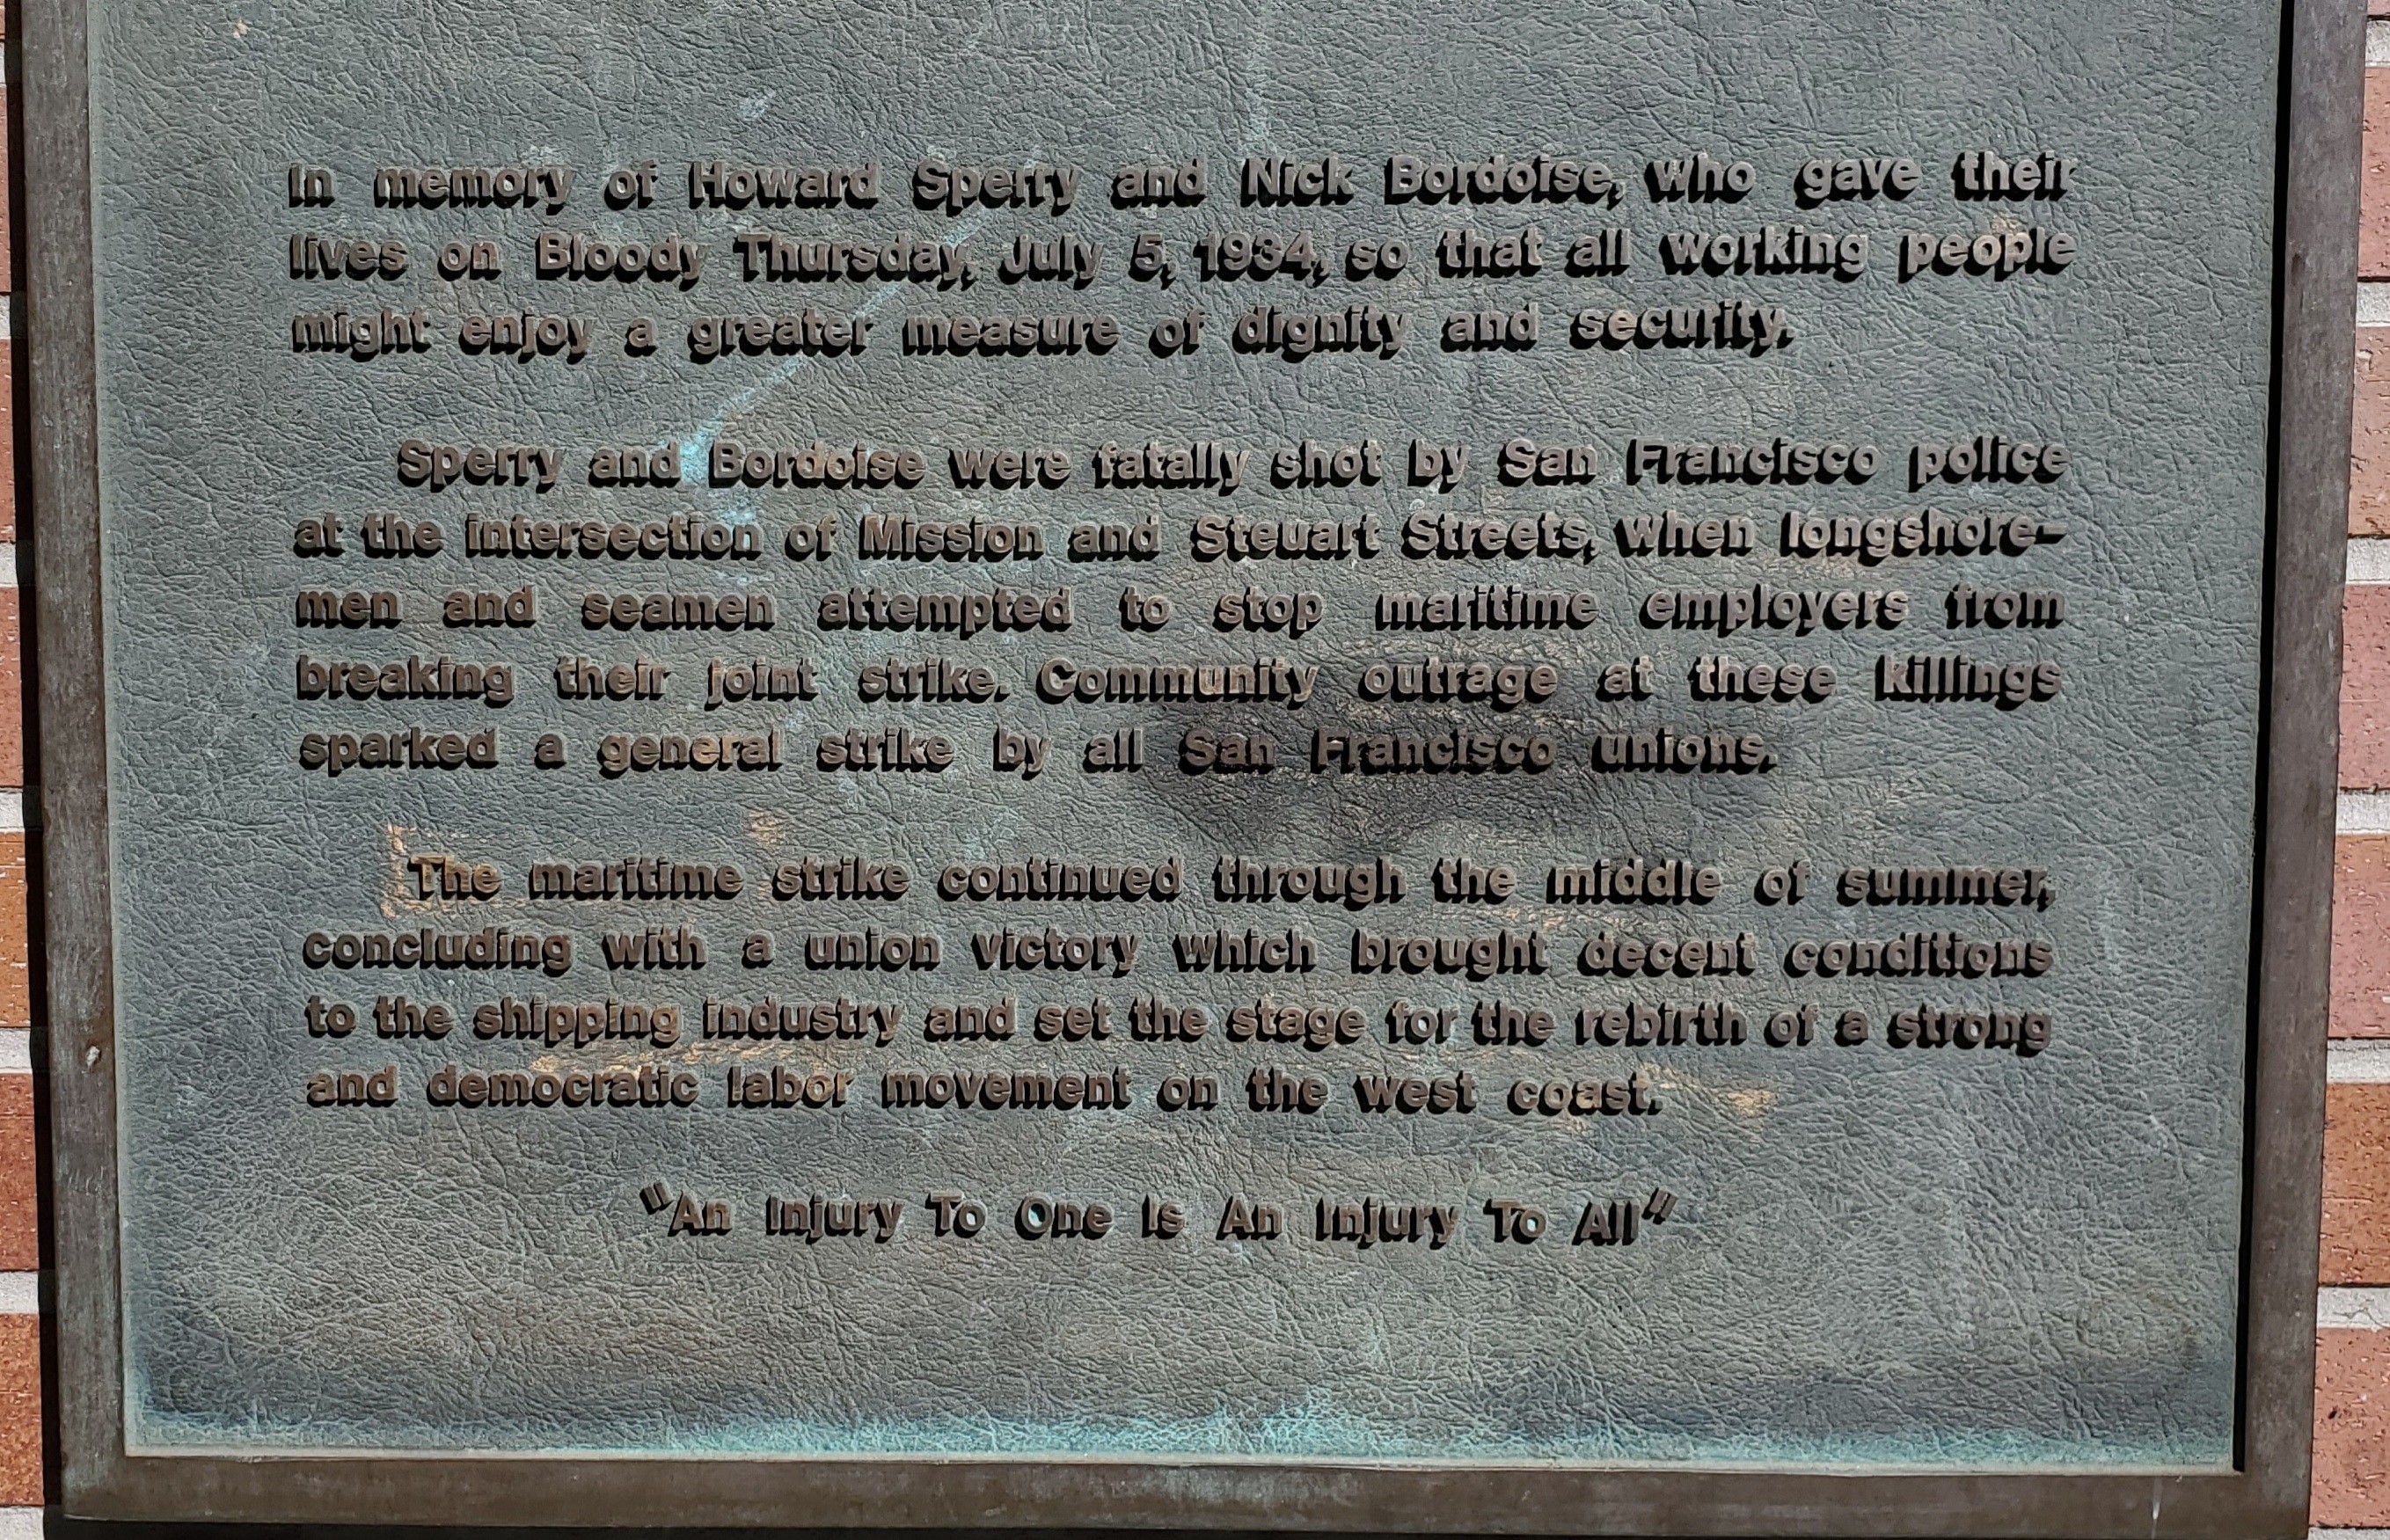 In memory of Howard Sperry and Nick Bordoise, who gave their
lives on Bloody Thursday, July 5, 1934, so that all working people
might enjoy a greater measure of dignity and security.
Sperry and Bordoise were fatally shot by San Francisco police
at the intersection of Mission and Steuart Streets, when longshore-
men and seamen attempted to stop maritime employers from
breaking their joint strike. Community outrage at these killings
sparked a general strike by all San Francisco unions.
The maritime strike continued through the middle of summer,
concluding with a union victory which brought decent conditions
to the shipping industry and set the stage for the rebirth of a strong
and democratic labor movement on the west coast.
"An Injury To One Is An Injury To All"